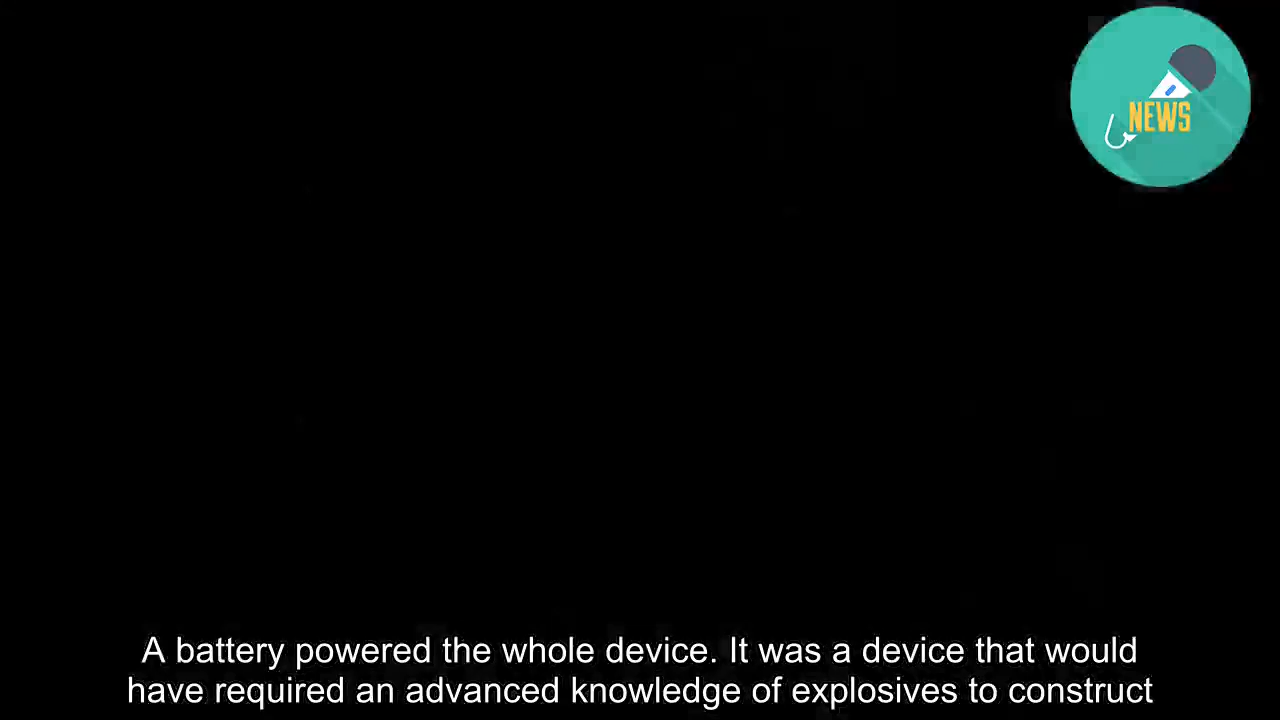 NEWS
A battery powered the whole device. It was a device that would
have required an advanced knowledge of explosives to construct